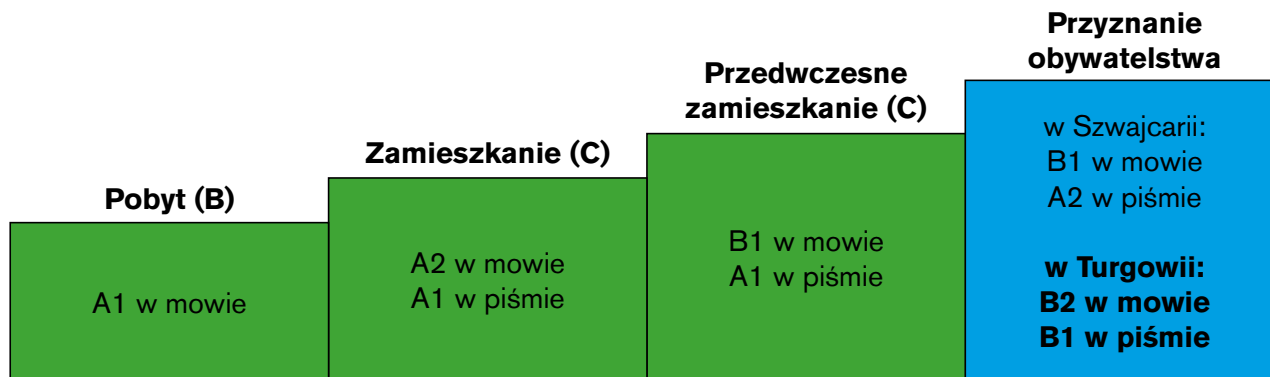 Pobyt (B)
A1 w mowie
Zamieszkanie (C)
A2 w mowie
A1 w piśmie
Przedwczesne
zamieszkanie (C)
B1 w mowie
A1 w piśmie
Przyznanie
obywatelstwa
w Szwajcarii:
B1 w mowie
A2 w piśmie
w Turgowii:
B2 w mowie
B1 w piśmie